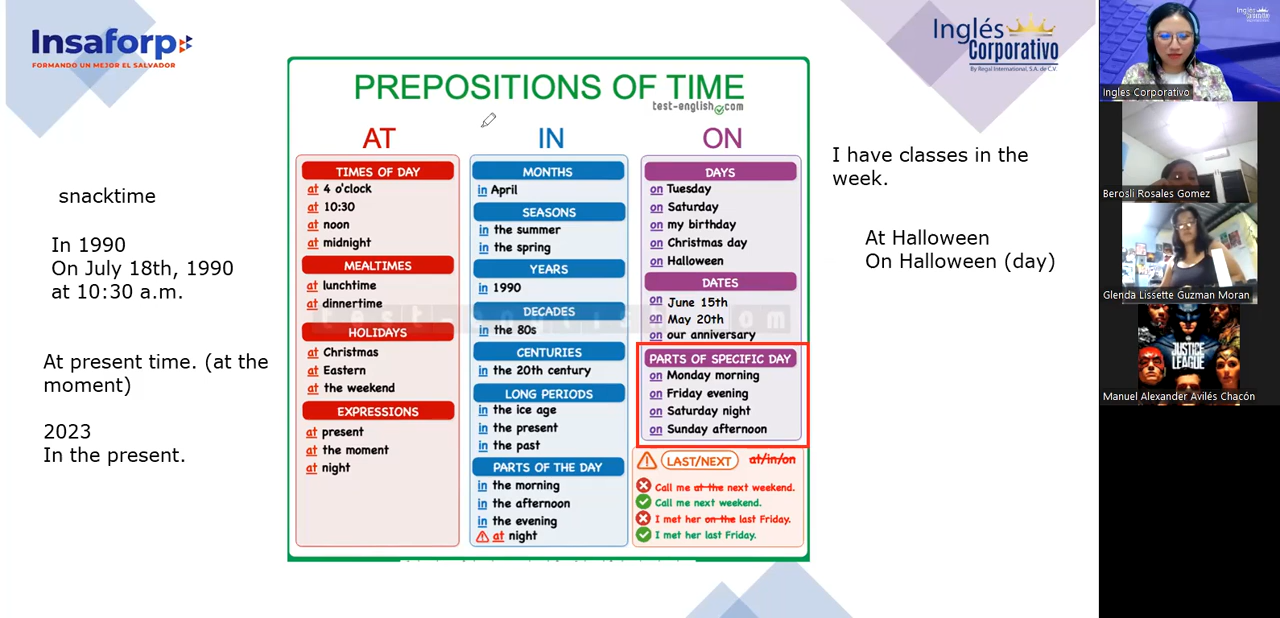 Insaforp
FORMANDO UN MEJOR EL SALVADOR
Inglés
Corporativo
By Regal International, S.A. de C.V.
PREPOSITIONS OF TIME
test-english.com
AT
TIMES OF DAY
at 4 o'clock
at 10:30
at noon
at midnight
MEALTIMES
at lunchtime
at dinnertime
HOLIDAYS
at Christmas
at Eastern
at the weekend
EXPRESSIONS
at present
at the moment
at night
IN
MONTHS
in April
SEASONS
in the summer
in the spring
YEARS
in 1990
DECADES
in the 80s
CENTURIES
in the 20th century
LONG PERIODS
in the ice age
in the present
in the past
PARTS OF THE DAY
in the morning
in the afternoon
in the evening
at night
ON
DAYS
on Tuesday
on Saturday
on my birthday
on Christmas day
on Halloween
DATES
on June 15th
on May 20th
on our anniversary
PARTS OF SPECIFIC DAY
on Monday morning
on Friday evening
on Saturday night
on Sunday afternoon
LAST/NEXT at/in/on
Call me at the next weekend.
Call me next weekend.
I met her on the last Friday.
I met her last Friday.
snacktime
In 1990
On July 18th, 1990
at 10:30 a.m.
At present time. (at the
moment)
2023
In the present.
I have classes in the
week.
At Halloween
On Halloween (day)
Ingles Corporativo
Berosli Rosales Gomez
Glenda Lissette Guzman Moran
JUSTICE
LEAGUE
Manuel Alexander Avilés Chacón